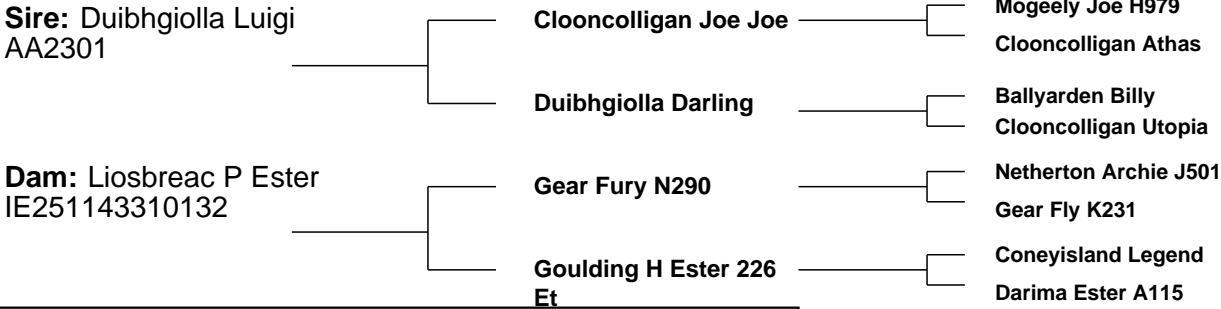 Sire: Duibhgiolla Luigi
AA2301
Clooncolligan Joe Joe
Mogeely Joe H979
Clooncolligan Athas
Duibhgiolla Darling
Ballyarden Billy
Clooncolligan Utopia
Dam: Liosbreac P Ester
IE251143310132
Gear Fury N290
Netherton Archie J501
Gear Fly K231
Goulding H Ester 226
Et
Coneyisland Legend
Darima Ester A115